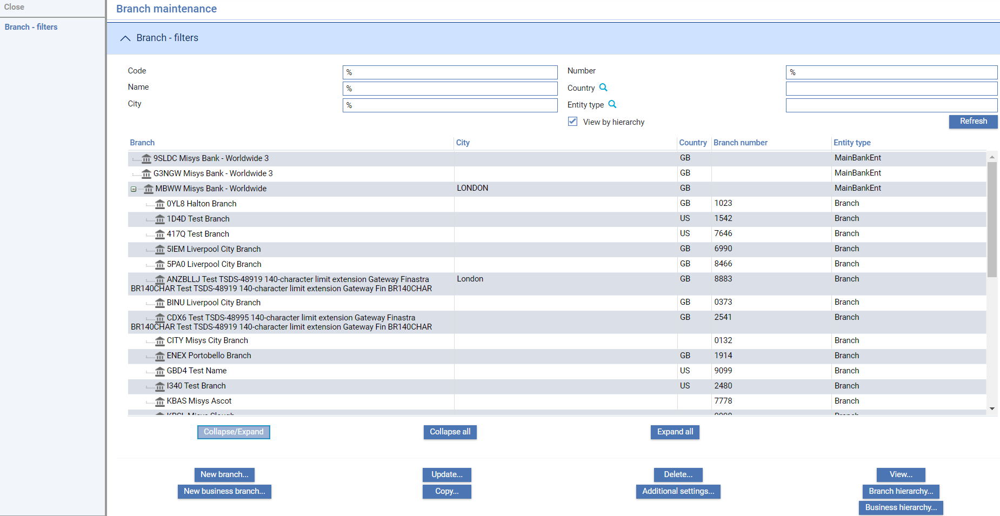 Close
Branch maintenance
Branch - filters
Branch - filters
Code % Number %
Name % Country
City % Entity type
View by hierarchy
Refresh
Branch City Country Branch number Entity type
9SLDC Misys Bank - Worldwide 3 GB MainBankEnt
G3NGW Misys Bank - Worldwide 3 GB MainBankEnt
MBWW Misys Bank - Worldwide LONDON GB MainBankEnt
0YL8 Halton Branch GB 1023 Branch
1D4D Test Branch US 1542 Branch
417Q Test Branch US 7646 Branch
5IEM Liverpool City Branch GB 6990 Branch
5PA0 Liverpool City Branch GB 8466 Branch
ANZBLLJ Test TSDS-48919 140-character limit extension Gateway Finastra London GB 8883 Branch
BR140CHAR Test TSDS-48919 140-character limit extension Gateway Fin BR140CHAR
BINU Liverpool City Branch GB 0373 Branch
CDX6 Test TSDS-48995 140-character limit extension Gateway Finastra GB 2541 Branch
BR140CHAR Test TSDS-48919 140-character limit extension Gateway Fin BR140CHAR
CITY Misys City Branch 0132 Branch
ENEX Portobello Branch GB 1914 Branch
GBD4 Test Name US 9099 Branch
I340 Test Branch US 2480 Branch
KBAS Misys Ascot 7778 Branch
Misys Slough Branch
Collapse/Expand Collapse all Expand all
New branch... Update... Delete... View...
New business branch... Copy... Additional settings... Branch hierarchy...
Business hierarchy...